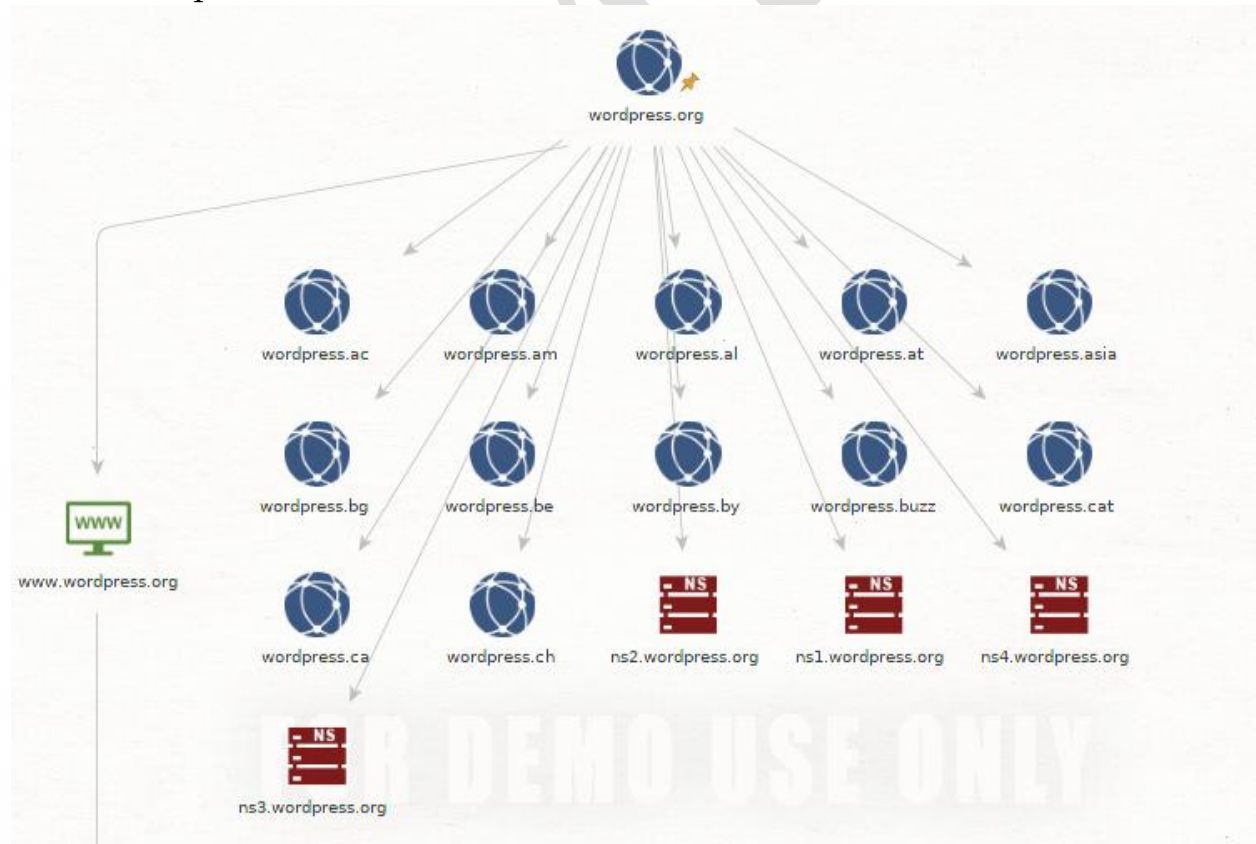 wordpress.org
wordpress.ac
wordpress.am
wordpress.al
wordpress.at
wordpress.asia
wordpress.bg
wordpress.be
wordpress.by
wordpress.buzz
wordpress.cat
WWW
www.wordpress.org
NS
NS
NS
wordpress.ca
wordpress.ch
ns2.wordpress.org
ns1.wordpress.org
ns4.wordpress.org
NS
ns3.wordpress.org
FOR DEMO USE ONLY